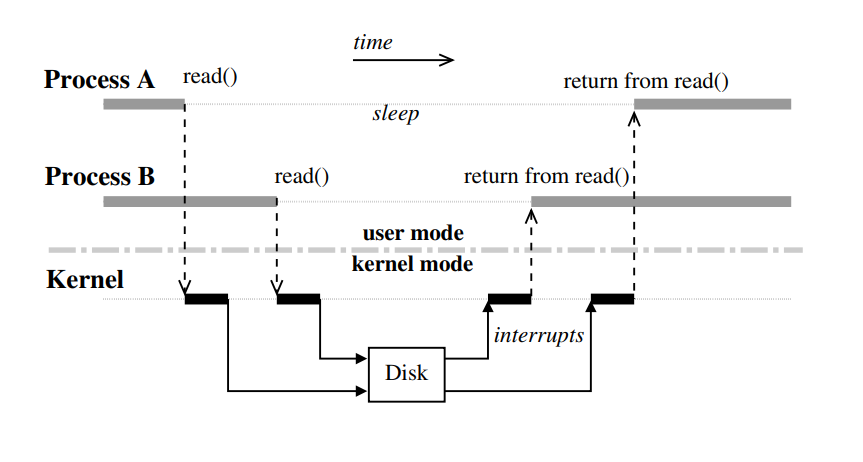 time
Process A
read()
return from read()
sleep
Process B
read()
return from read()
user mode
kernel mode
Kernel
interrupts
Disk